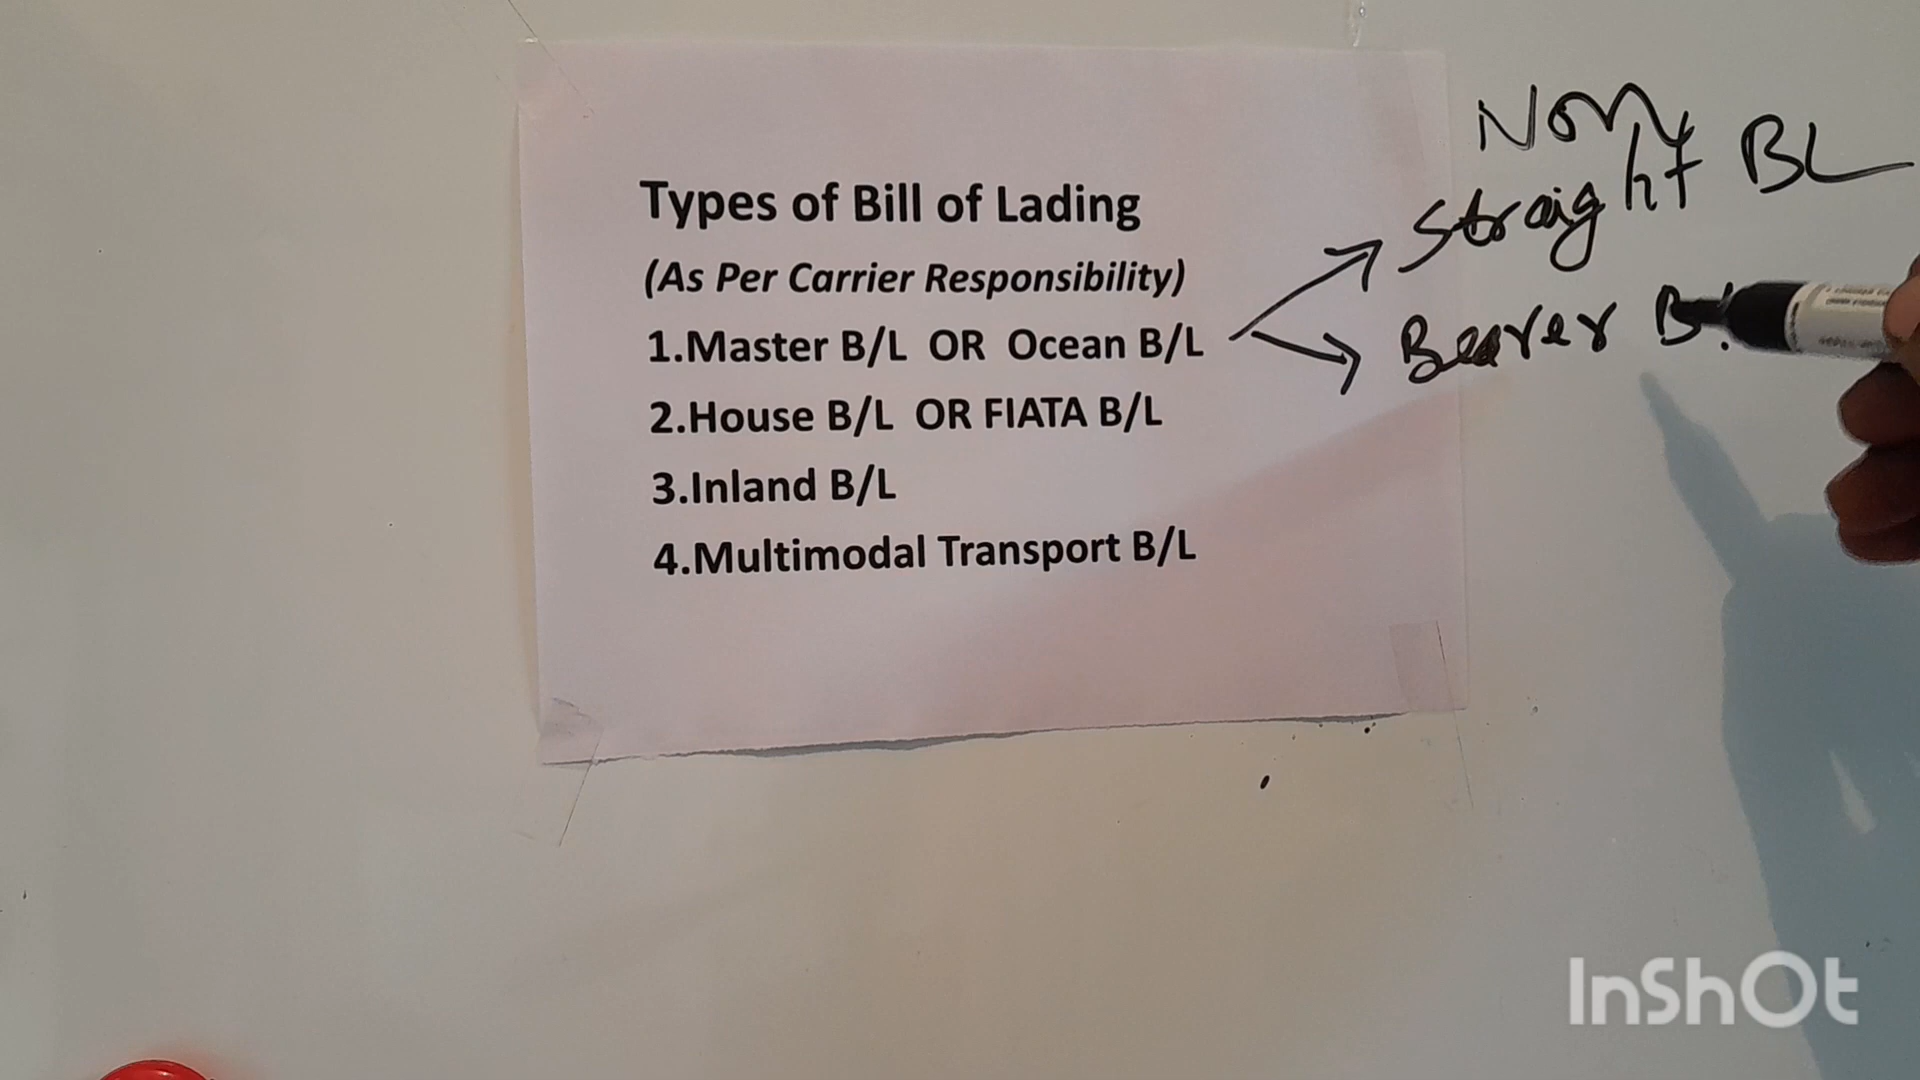 Types of Bill of Lading
(As Per Carrier Responsibility)
1.Master B/L OR Ocean B/L
2.House B/L OR FIATA B/L
3.Inland B/L
4.Multimodal Transport B/L
Straight BL
Bearer
InShOt